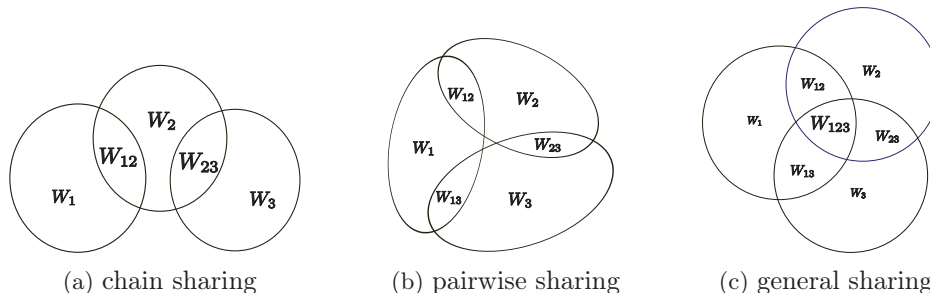 W₁
W₁₂
W₂
W₂₃
W₃
(a) chain sharing
W₁
W₁₂
W₂
W₂₃
W₁₃
W₃
(b) pairwise sharing
W₁
W₁₂
W₂
W₁₂₃
W₂₃
W₁₃
W₃
(c) general sharing